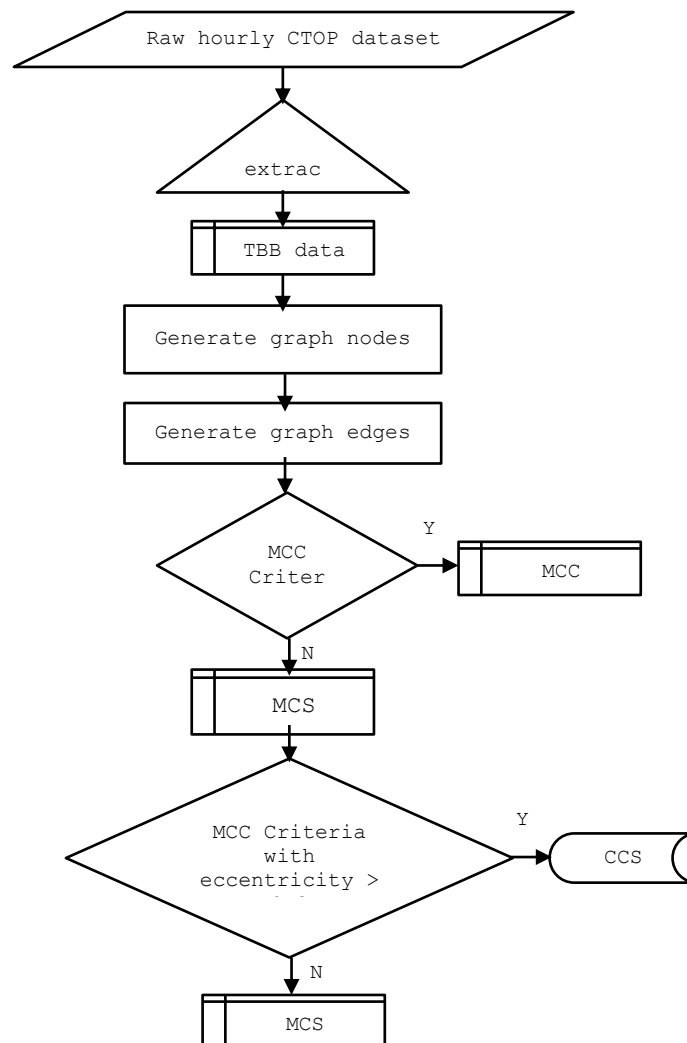 Raw hourly CTOP dataset
extrac
TBB data
Generate graph nodes
Generate graph edges
MCC
Criter
Y
MCC
N
MCS
MCC Criteria
with
eccentricity >
Y
CCS
N
MCS